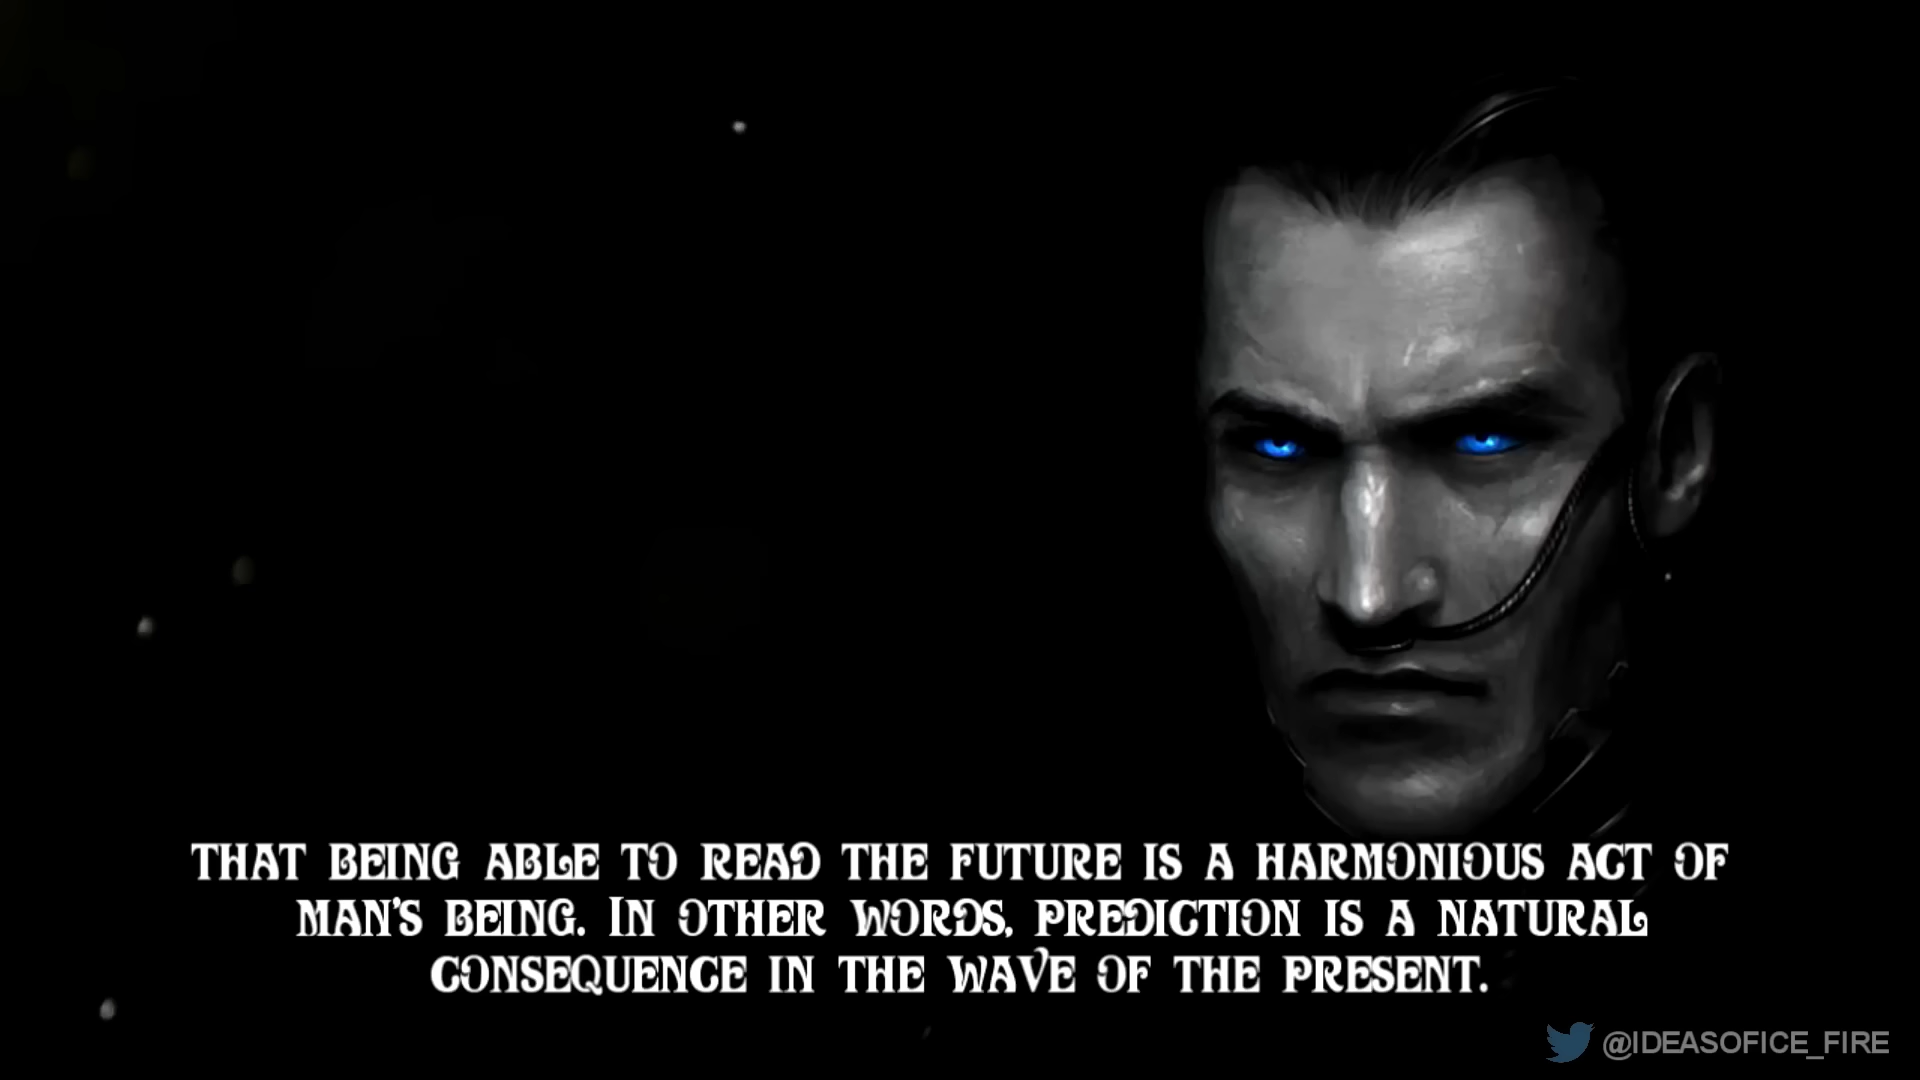 THAT BEING ABLE TO READ THE FUTURE IS A HARMONIOUS ACT OF
MAN'S BEING. IN OTHER WORDS, PREDICTION IS A NATURAL
CONSEQUENCE IN THE WAVE OF THE PRESENT.
@IDEASOFICE_FIRE